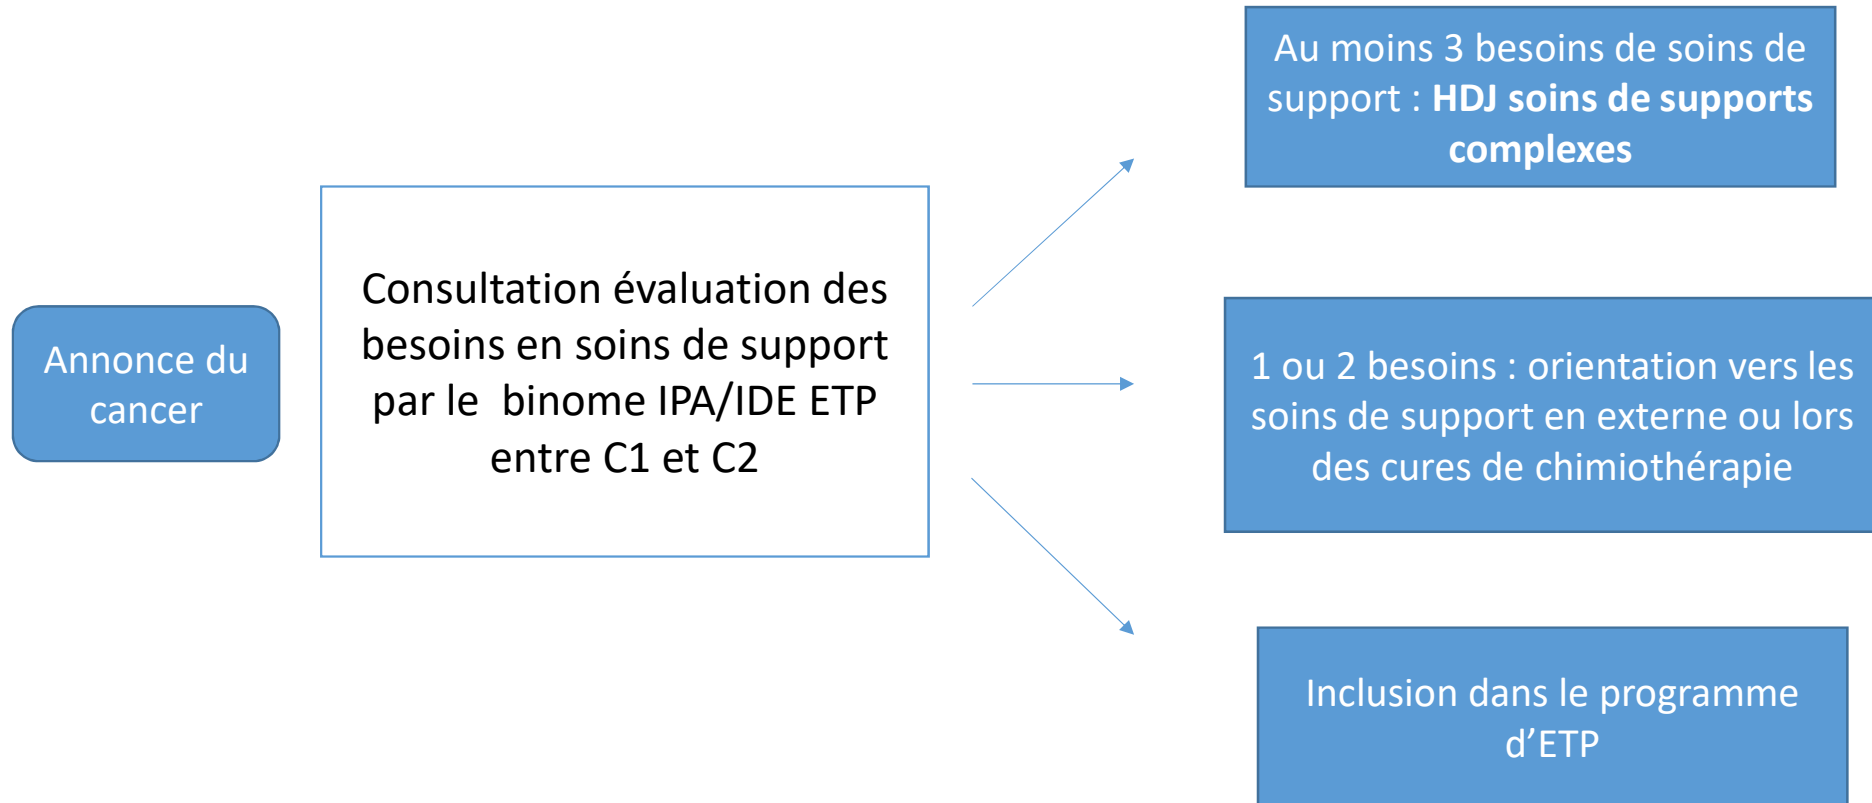 Annonce du
cancer
Consultation évaluation des
besoins en soins de support
par le  binome IPA/IDE ETP
entre C1 et C2
Au moins 3 besoins de soins de
support : HDJ soins de supports
complexes
1 ou 2 besoins : orientation vers les
soins de support en externe ou lors
des cures de chimiothérapie
Inclusion dans le programme
d’ETP